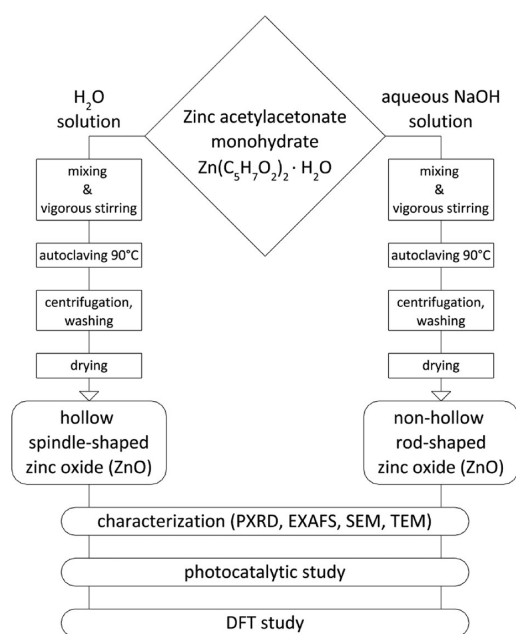 H₂O
solution
Zinc acetylacetonate
monohydrate
Zn(C₅H₇O₂)₂ · H₂O
aqueous NaOH
solution
mixing
&
vigorous stirring
autoclaving 90°C
centrifugation,
washing
drying
hollow
spindle-shaped
zinc oxide (ZnO)
mixing
&
vigorous stirring
autoclaving 90°C
centrifugation,
washing
drying
non-hollow
rod-shaped
zinc oxide (ZnO)
characterization (PXRD, EXAFS, SEM, TEM)
photocatalytic study
DFT study